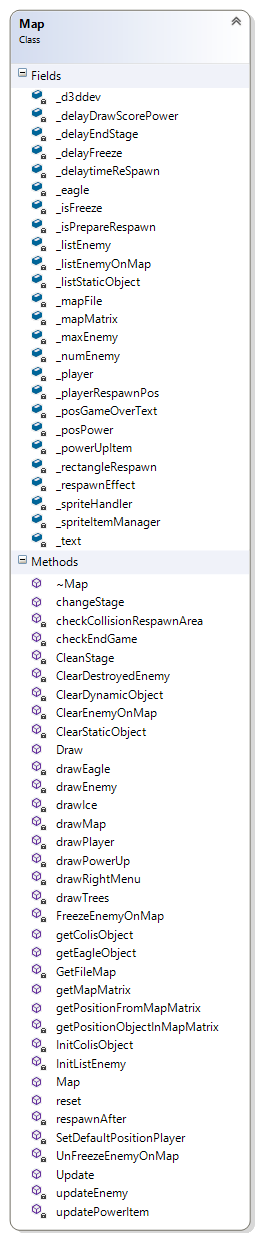 Map
Class
Fields
_d3ddev
_delayDrawScorePower
_delayEndStage
_delayFreeze
_delaytimeReSpawn
_eagle
_isFreeze
_isPrepareRespawn
_listEnemy
_listEnemyOnMap
_listStaticObject
_mapFile
_mapMatrix
_maxEnemy
_numEnemy
_player
_playerRespawnPos
_posGameOverText
_posPower
_powerUpItem
_rectangleRespawn
_respawnEffect
_spriteHandler
_spriteItemManager
_text
Methods
~Map
changeStage
checkCollisionRespawnArea
checkEndGame
CleanStage
ClearDestroyedEnemy
ClearDynamicObject
ClearEnemyOnMap
ClearStaticObject
Draw
drawEagle
drawEnemy
drawIce
drawMap
drawPlayer
drawPowerUp
drawRightMenu
drawTrees
FreezeEnemyOnMap
getColisObject
getEagleObject
GetFileMap
getMapMatrix
getPositionFromMapMatrix
getPositionObjectInMapMatrix
InitColisObject
InitListEnemy
Map
reset
respawnAfter
SetDefaultPositionPlayer
UnFreezeEnemyOnMap
Update
updateEnemy
updatePowerItem